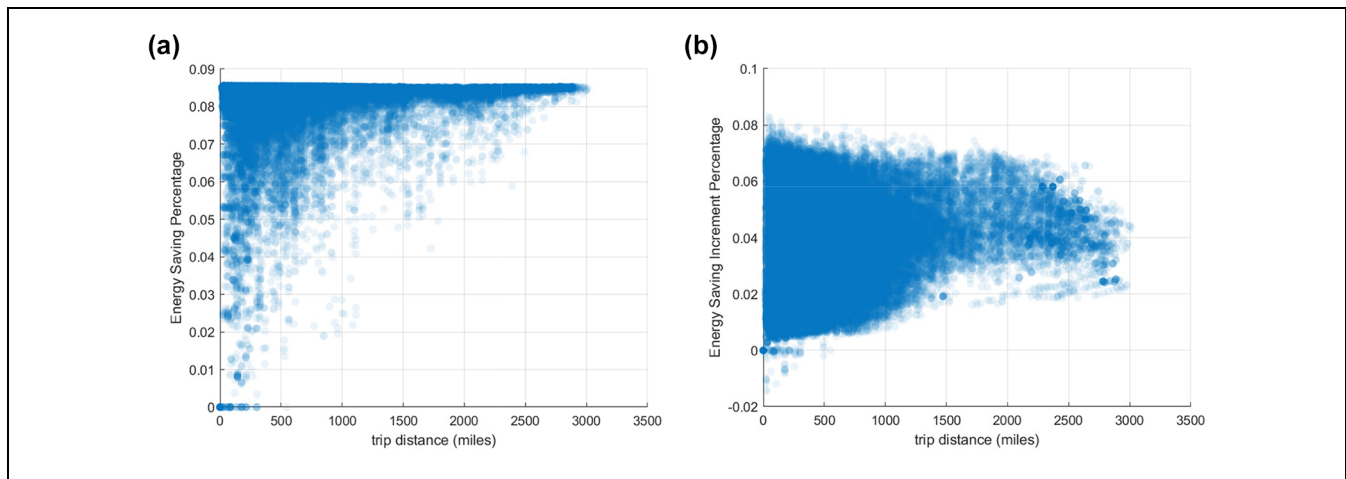 (a)
0.09
0.08
0.07
0.06
0.05
0.04
0.03
0.02
0.01
0
Energy Saving Percentage
0 500 1000 1500 2000 2500 3000 3500
trip distance (miles)
(b)
0.1
0.08
0.06
0.04
0.02
0
-0.02
Energy Saving Increment Percentage
0 500 1000 1500 2000 2500 3000 3500
trip distance (miles)